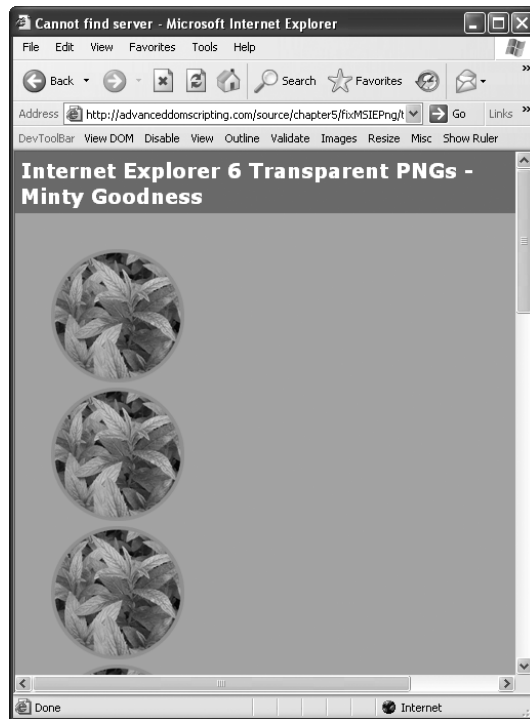 Cannot find server - Microsoft Internet Explorer
File Edit View Favorites Tools Help
Back Search Favorites
Address http://advanceddomscripting.com/source/chapter5/fixMSIEPng/t Go Links
DevToolBar View DOM Disable View Outline Validate Images Resize Misc Show Ruler
Internet Explorer 6 Transparent PNGs -
Minty Goodness
Done Internet